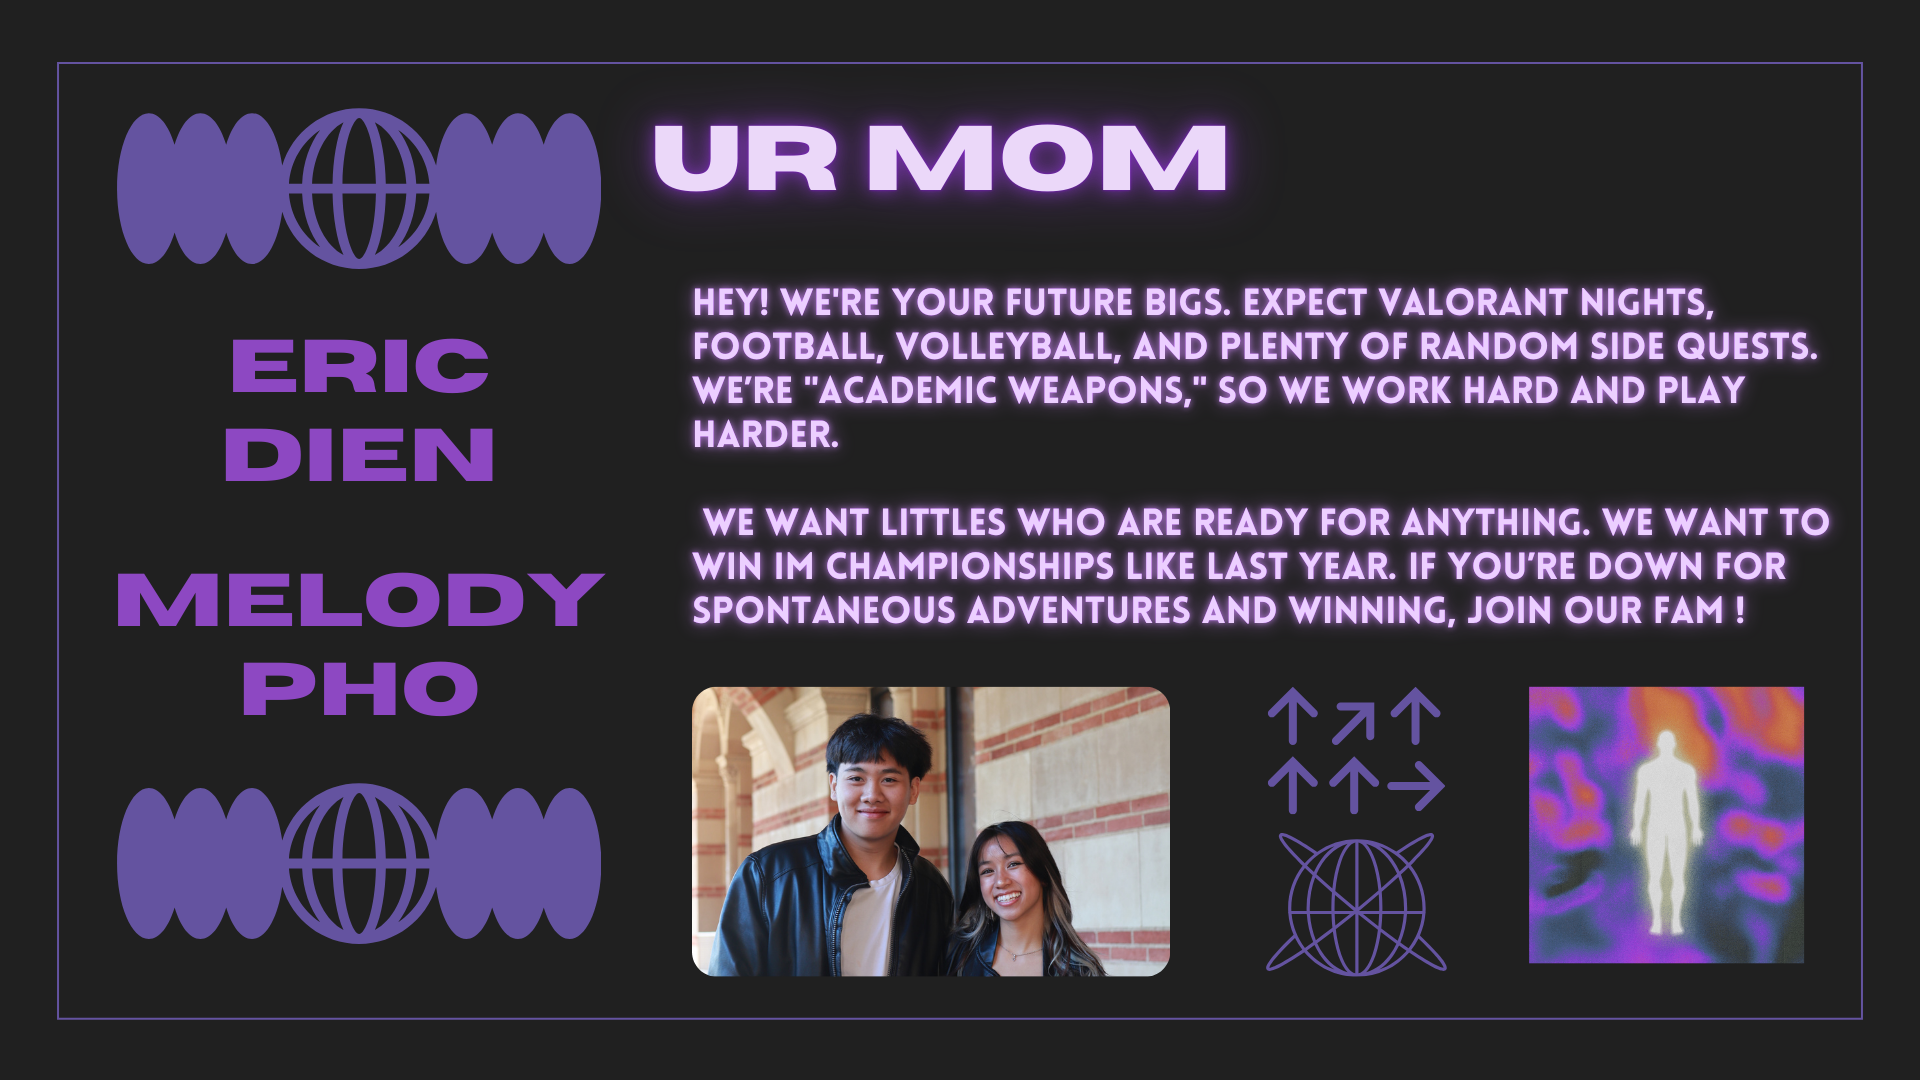 UR MOM
ERIC
DIEN
MELODY
PHO
HEY! WE'RE YOUR FUTURE BIGS. EXPECT VALORANT NIGHTS,
FOOTBALL, VOLLEYBALL, AND PLENTY OF RANDOM SIDE QUESTS.
WE’RE "ACADEMIC WEAPONS," SO WE WORK HARD AND PLAY
HARDER.
WE WANT LITTLES WHO ARE READY FOR ANYTHING. WE WANT TO
WIN IM CHAMPIONSHIPS LIKE LAST YEAR. IF YOU’RE DOWN FOR
SPONTANEOUS ADVENTURES AND WINNING, JOIN OUR FAM !